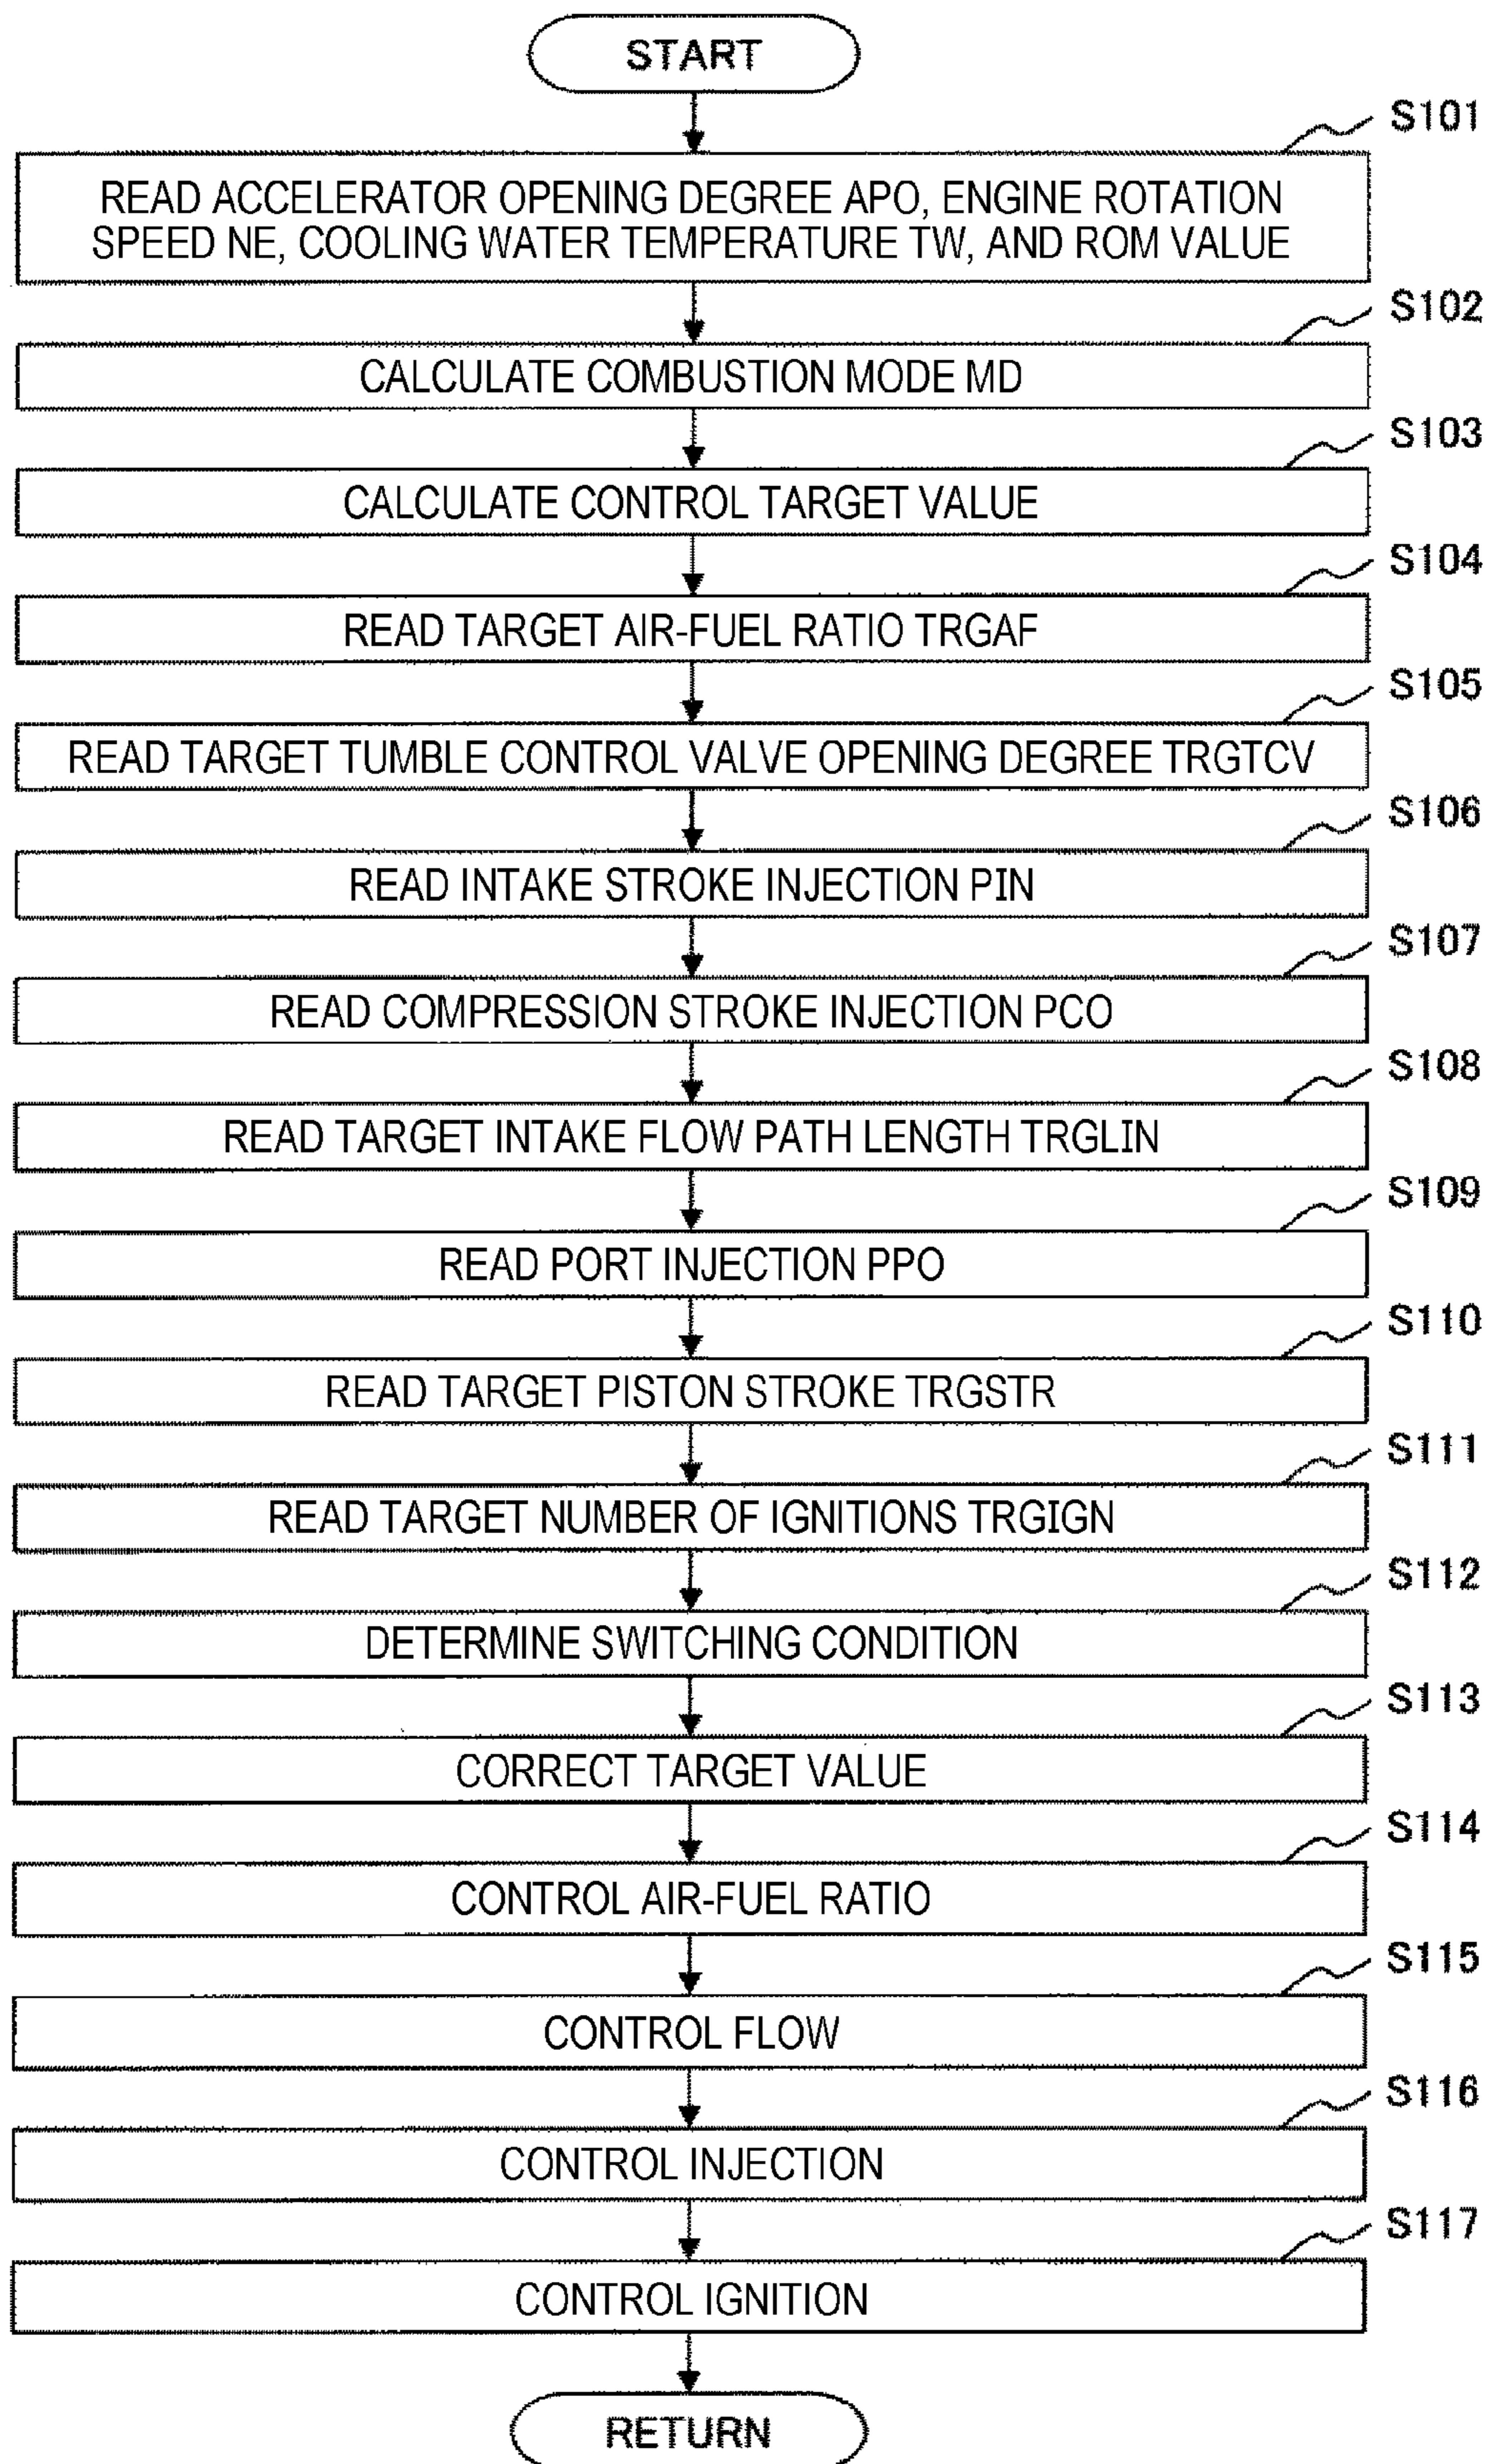 START
S101
READ ACCELERATOR OPENING DEGREE APO, ENGINE ROTATION
SPEED NE, COOLING WATER TEMPERATURE TW, AND ROM VALUE
S102
CALCULATE COMBUSTION MODE MD
S103
CALCULATE CONTROL TARGET VALUE
S104
READ TARGET AIR-FUEL RATIO TRGAF
S105
READ TARGET TUMBLE CONTROL VALVE OPENING DEGREE TRGTCV
S106
READ INTAKE STROKE INJECTION PIN
S107
READ COMPRESSION STROKE INJECTION PCO
S108
READ TARGET INTAKE FLOW PATH LENGTH TRGLIN
S109
READ PORT INJECTION PPO
S110
READ TARGET PISTON STROKE TRGSTR
S111
READ TARGET NUMBER OF IGNITIONS TRGIGN
S112
DETERMINE SWITCHING CONDITION
S113
CORRECT TARGET VALUE
S114
CONTROL AIR-FUEL RATIO
S115
CONTROL FLOW
S116
CONTROL INJECTION
S117
CONTROL IGNITION
RETURN